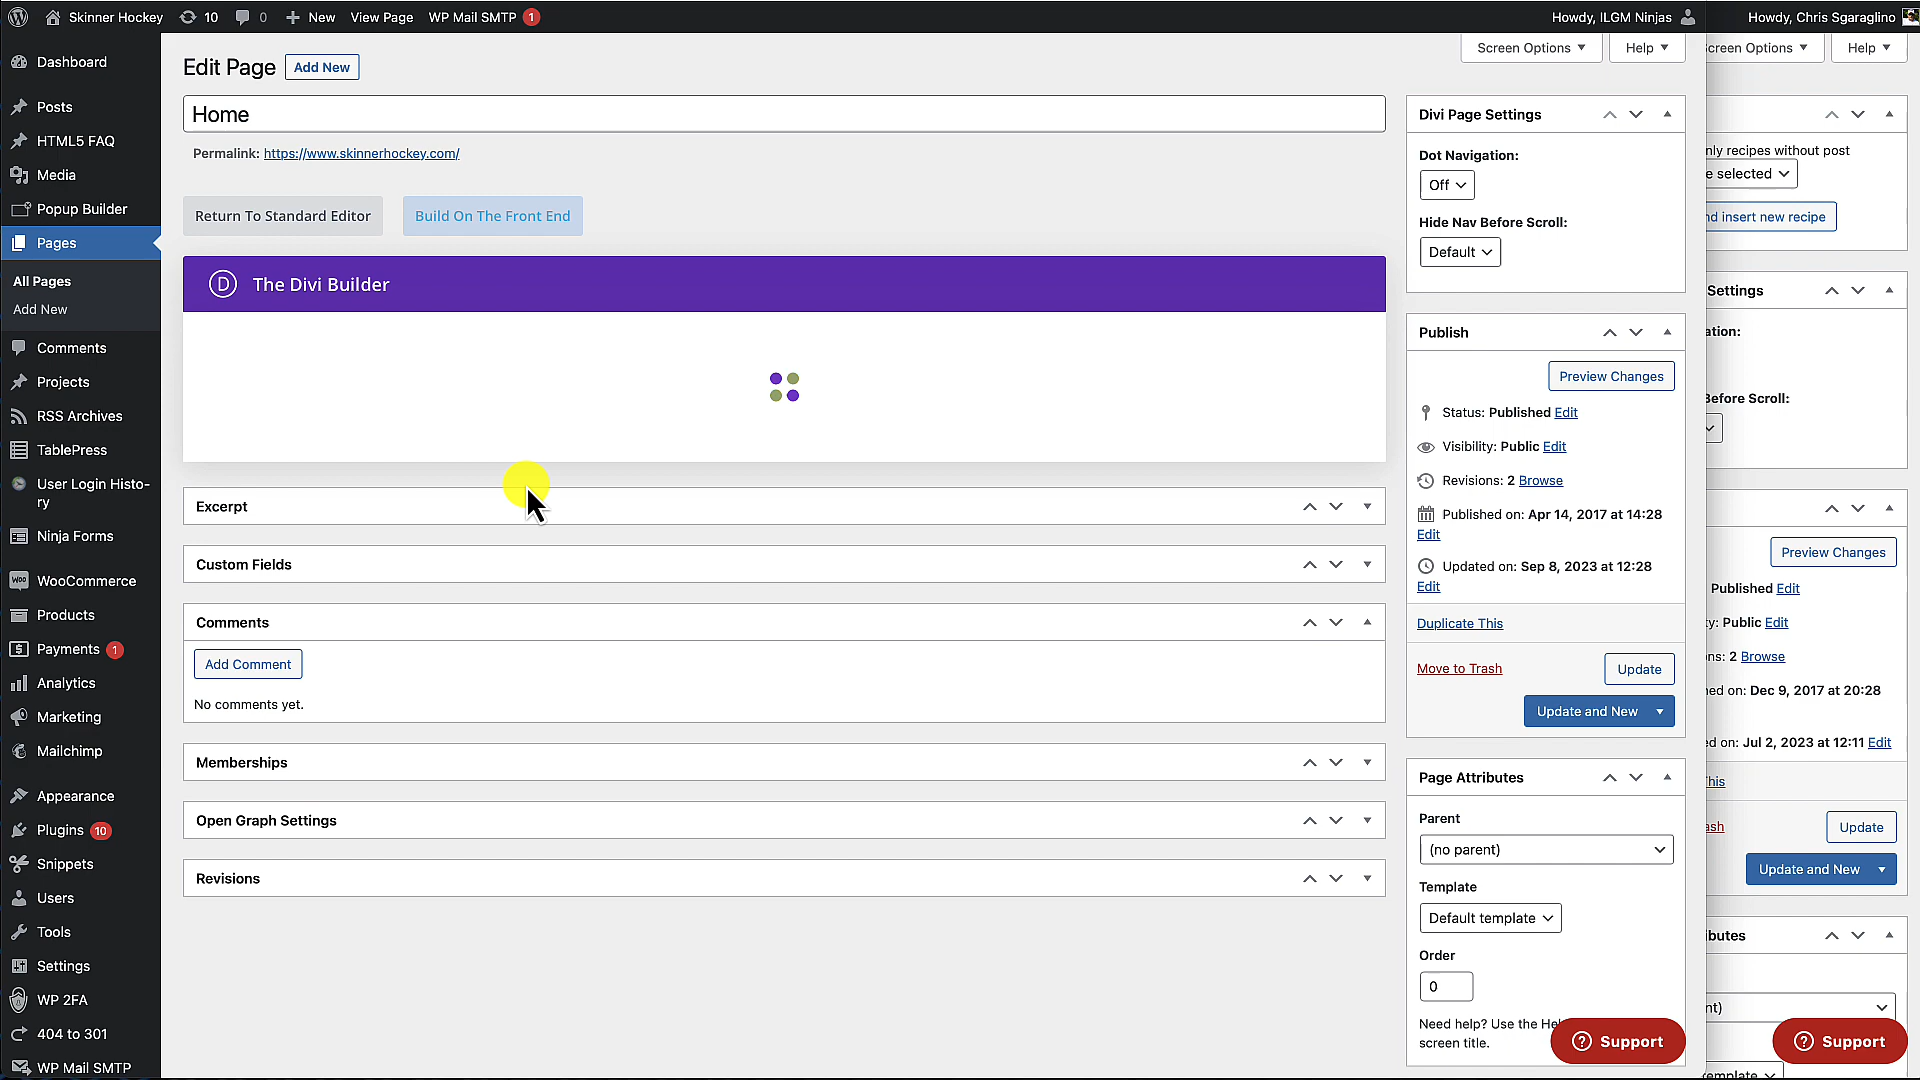 Skinner Hockey
10
0
New
View Page
WP Mail SMTP
1
Howdy, ILGM Ninjas
Howdy, Chris Sgaraglino
Dashboard
Posts
HTML5 FAQ
Media
Popup Builder
Pages
All Pages
Add New
Comments
Projects
RSS Archives
TablePress
User Login Histo-
ry
Ninja Forms
WooCommerce
Products
Payments 1
Analytics
Marketing
Mailchimp
Appearance
Plugins 10
Snippets
Users
Tools
Settings
WP 2FA
404 to 301
WP Mail SMTP
Screen Options
Help
Edit Page
Add New
Home
Permalink: https://www.skinnerhockey.com/
Return To Standard Editor
Build On The Front End
D
The Divi Builder
Excerpt
Custom Fields
Comments
Add Comment
No comments yet.
Memberships
Open Graph Settings
Revisions
Divi Page Settings
Dot Navigation:
Off
Hide Nav Before Scroll:
Default
Publish
Preview Changes
Status: Published Edit
Visibility: Public Edit
Revisions: 2 Browse
Published on: Apr 14, 2017 at 14:28
Edit
Updated on: Sep 8, 2023 at 12:28
Edit
Duplicate This
Move to Trash
Update
Update and New
Page Attributes
Parent
(no parent)
Template
Default template
Order
0
Need help? Use the He
screen title.
Support
creen Options
Help
nly recipes without post
e selected
nd insert new recipe
Settings
ation:
Before Scroll:
Preview Changes
Published Edit
y: Public Edit
ns: 2 Browse
ed on: Dec 9, 2017 at 20:28
ed on: Jul 2, 2023 at 12:11 Edit
This
ash
Update
Update and New
ibutes
nt)
Support
emplate